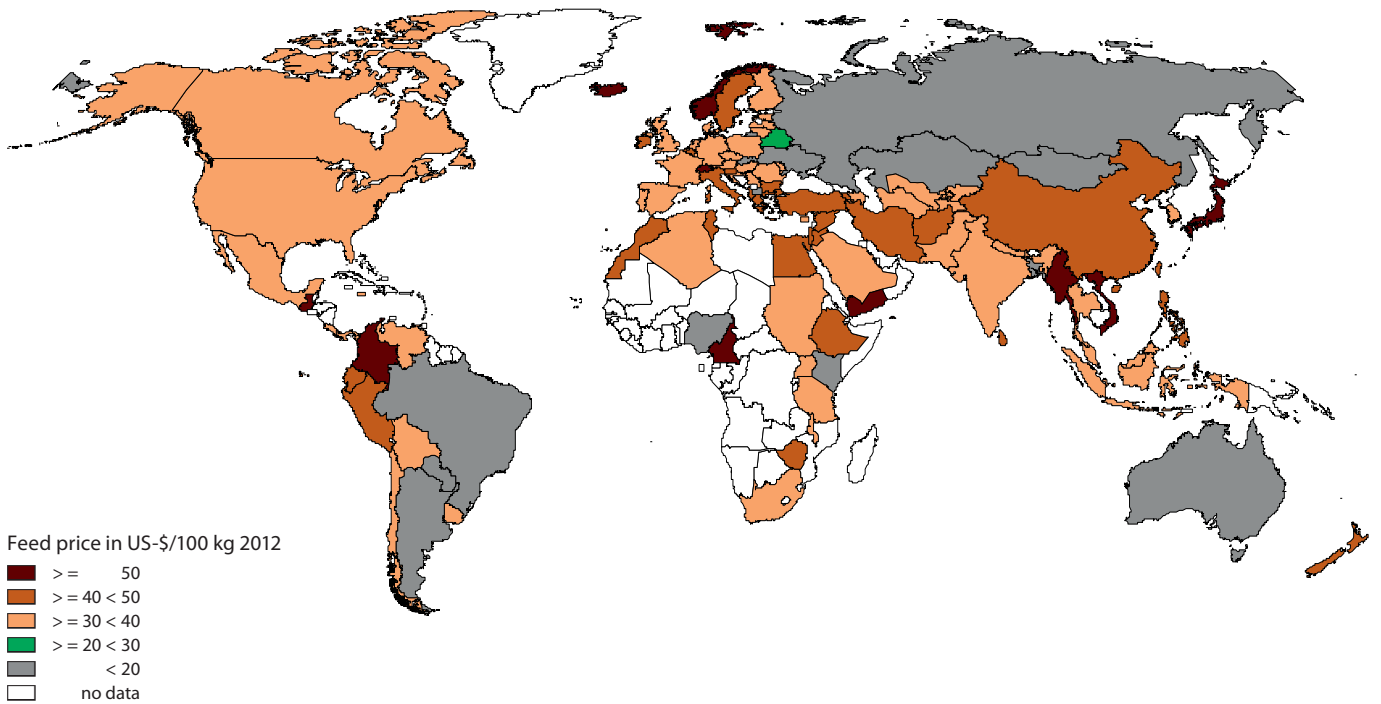 Feed price in US-$/100 kg 2012
> = 50
> = 40 < 50
> = 30 < 40
> = 20 < 30
< 20
no data